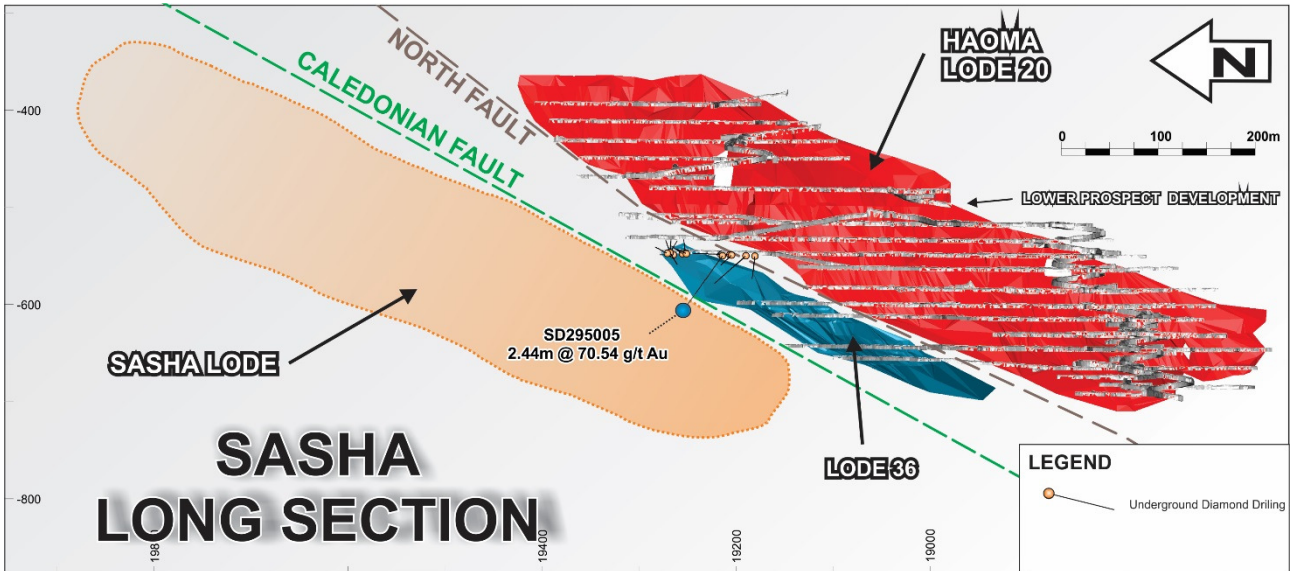 HAOMA
LODE 20
N
NORTH FAULT
CALEDONIAN FAULT
-400
0 100 200m
LOWER PROSPECT DEVELOPMENT
-600
SD295005
2.44m @ 70.54 g/t Au
SASHA LODE
LODE 36
SASHA
LONG SECTION
-800
19400
19200
19000
LEGEND
Underground Diamond Driling